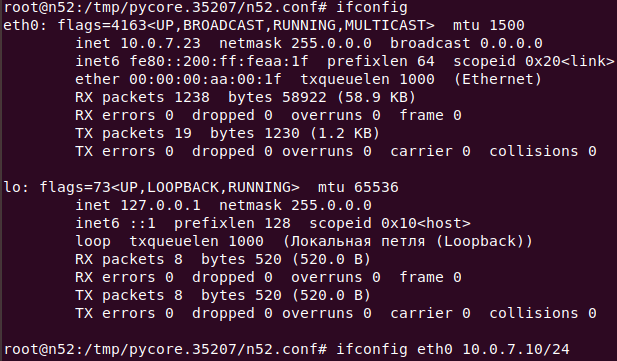 root@n52:/tmp/pycore.35207/n52.conf# ifconfig
eth0: flags=4163<UP,BROADCAST,RUNNING,MULTICAST>  mtu 1500
        inet 10.0.7.23  netmask 255.0.0.0  broadcast 0.0.0.0
        inet6 fe80::200:ff:feaa:1f  prefixlen 64  scopeid 0x20<link>
        ether 00:00:00:aa:00:1f  txqueuelen 1000  (Ethernet)
        RX packets 1238  bytes 58922 (58.9 KB)
        RX errors 0  dropped 0  overruns 0  frame 0
        TX packets 19  bytes 1230 (1.2 KB)
        TX errors 0  dropped 0 overruns 0  carrier 0  collisions 0
lo: flags=73<UP,LOOPBACK,RUNNING>  mtu 65536
        inet 127.0.0.1  netmask 255.0.0.0
        inet6 ::1  prefixlen 128  scopeid 0x10<host>
        loop  txqueuelen 1000  (Локальная петля (Loopback))
        RX packets 8  bytes 520 (520.0 B)
        RX errors 0  dropped 0  overruns 0  frame 0
        TX packets 8  bytes 520 (520.0 B)
        TX errors 0  dropped 0 overruns 0  carrier 0  collisions 0
root@n52:/tmp/pycore.35207/n52.conf# ifconfig eth0 10.0.7.10/24